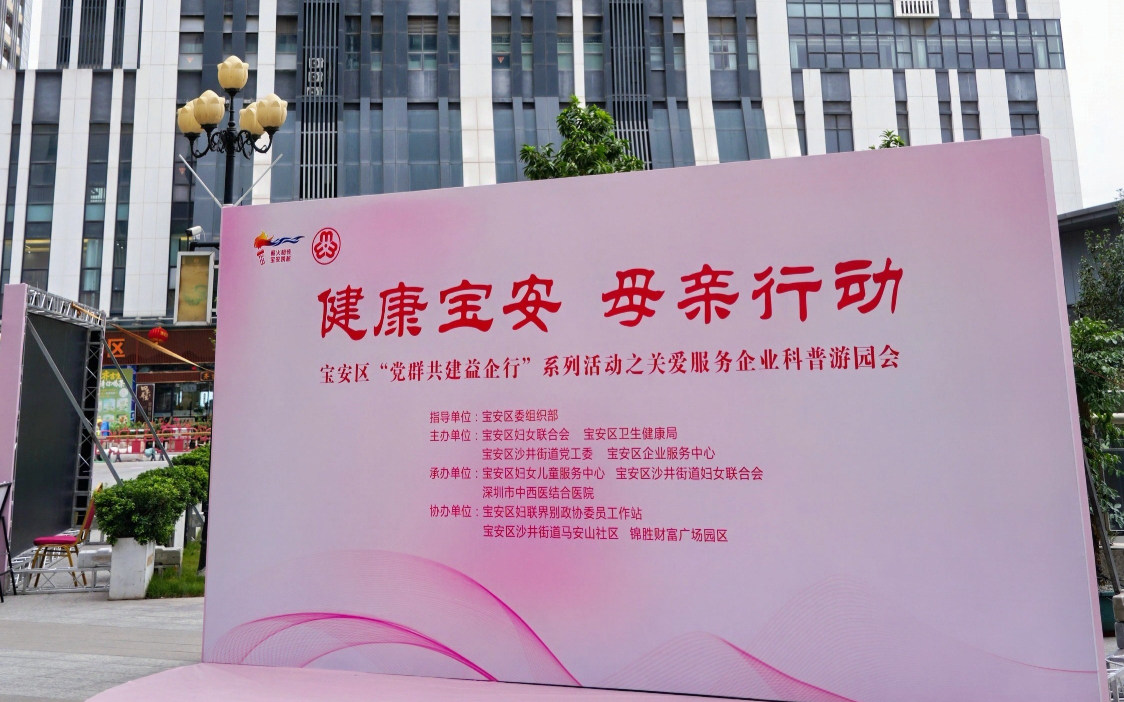 健康宝安 母亲行动
宝安区“党群共建益企行”系列活动之关爱服务企业科普游园会
指导单位：宝安区委组织部
主办单位：宝安区妇女联合会 宝安区卫生健康局
宝安区沙井街道党工委 宝安区企业服务中心
承办单位：宝安区妇女儿童服务中心 宝安区沙井街道妇女联合会
深圳市中西医结合医院
协办单位：宝安区妇联界别政协委员工作站
宝安区沙井街道马安山社区 锦胜财富广场园区
区